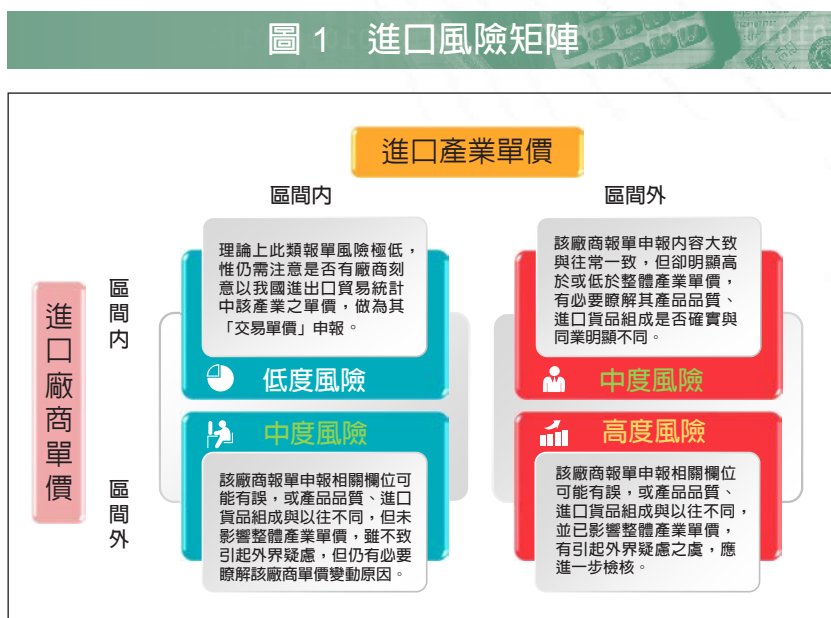 圖 1　進口風險矩陣
進口產業單價
區間內
區間外
進口廠商單價
區間內
理論上此類報單風險極低，
惟仍需注意是否有廠商刻
意以我國進出口貿易統計
中該產業之單價，做為其
「交易單價」申報。
低度風險
該廠商報單申報內容大致
與往常一致，但卻明顯高
於或低於整體產業單價，
有必要瞭解其產品品質、
進口貨品組成是否確實與
同業明顯不同。
中度風險
區間外
中度風險
該廠商報單申報相關欄位可
能有誤，或產品品質、進口
貨品組成與以往不同，但未
影響整體產業單價，雖不致
引起外界疑慮，但仍有必要
瞭解該廠商單價變動原因。
高度風險
該廠商報單申報相關欄位
可能有誤，或產品品質、
進口貨品組成與以往不同，
並已影響整體產業單價，
有引起外界疑慮之虞，應
進一步檢核。